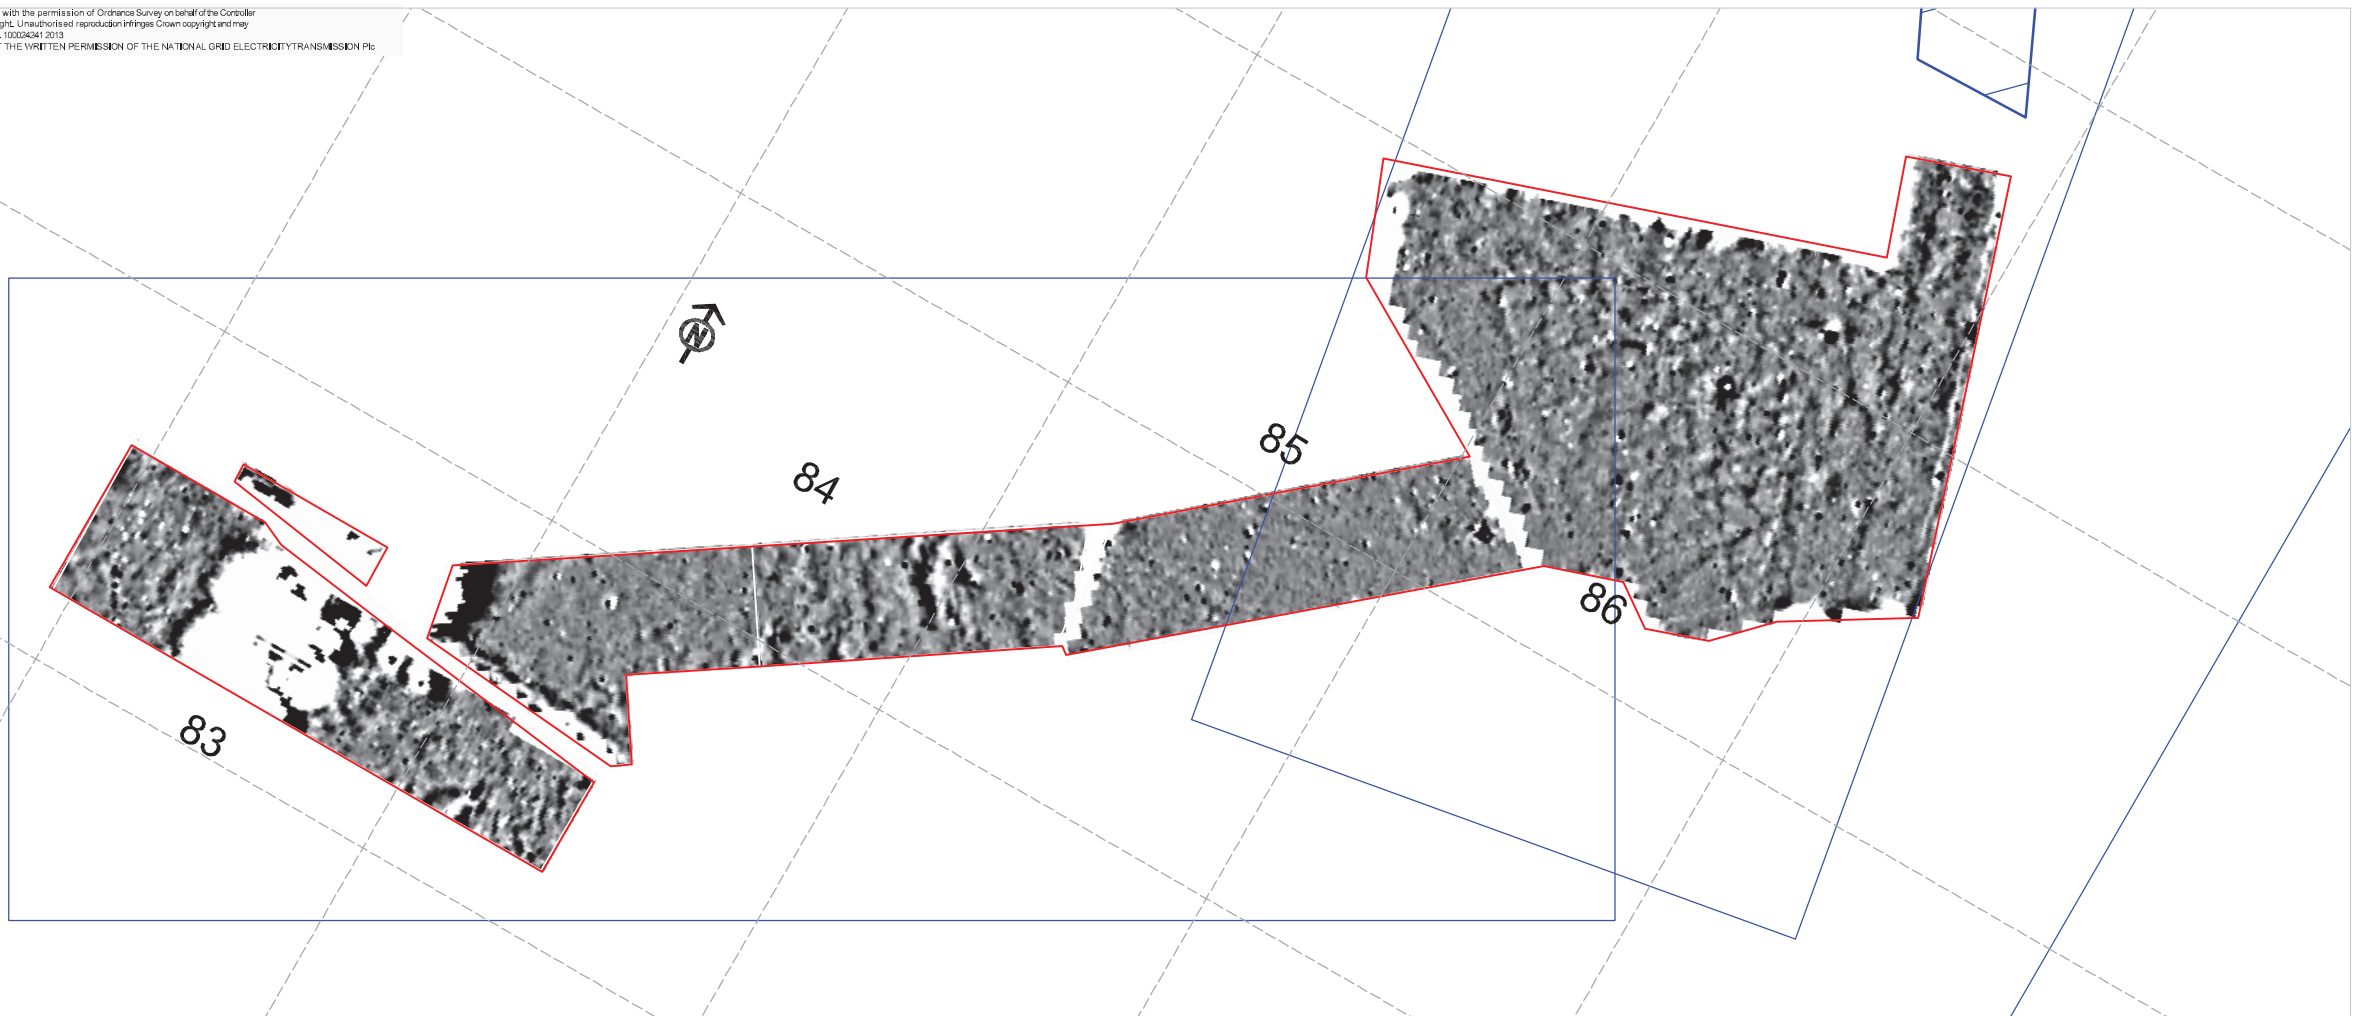 with the permission of Ordnance Survey on behalf of the Controller
ght. Unauthorised reproduction infringes Crown copyright and may
. 100024241 2013
T THE WRITTEN PERMISSION OF THE NATIONAL GRID ELECTRICITYTRANSMISSION Plc
N
85
84
86
83